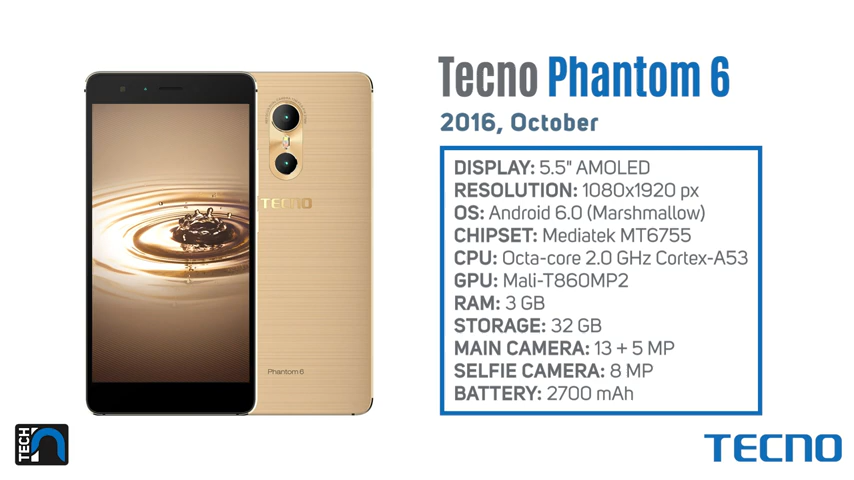 Tecno Phantom 6
2016, October
DISPLAY: 5.5" AMOLED
RESOLUTION: 1080x1920 px
OS: Android 6.0 (Marshmallow)
CHIPSET: Mediatek MT6755
CPU: Octa-core 2.0 GHz Cortex-A53
GPU: Mali-T860MP2
RAM: 3 GB
STORAGE: 32 GB
MAIN CAMERA: 13 + 5 MP
SELFIE CAMERA: 8 MP
BATTERY: 2700 mAh
TECNO
Phantom 6
TECH
TECNO